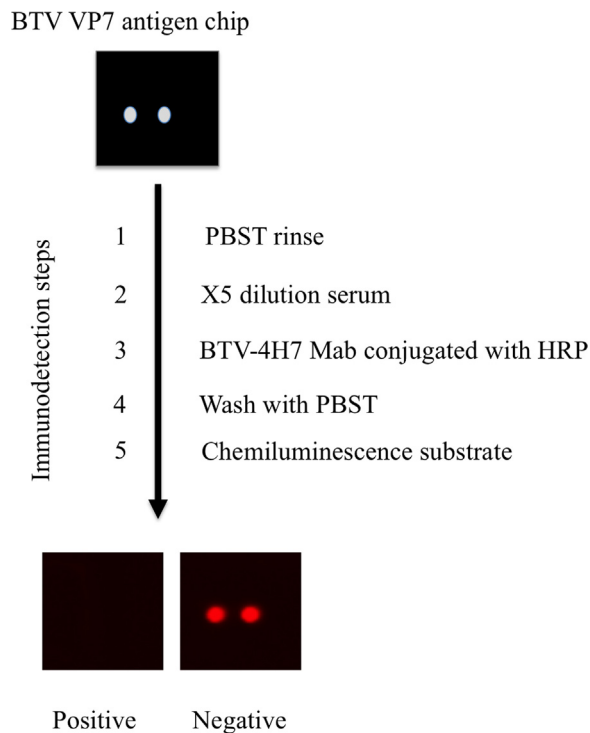 BTV VP7 antigen chip
Immunodetection steps
1 PBST rinse
2 X5 dilution serum
3 BTV-4H7 Mab conjugated with HRP
4 Wash with PBST
5 Chemiluminescence substrate
Positive Negative